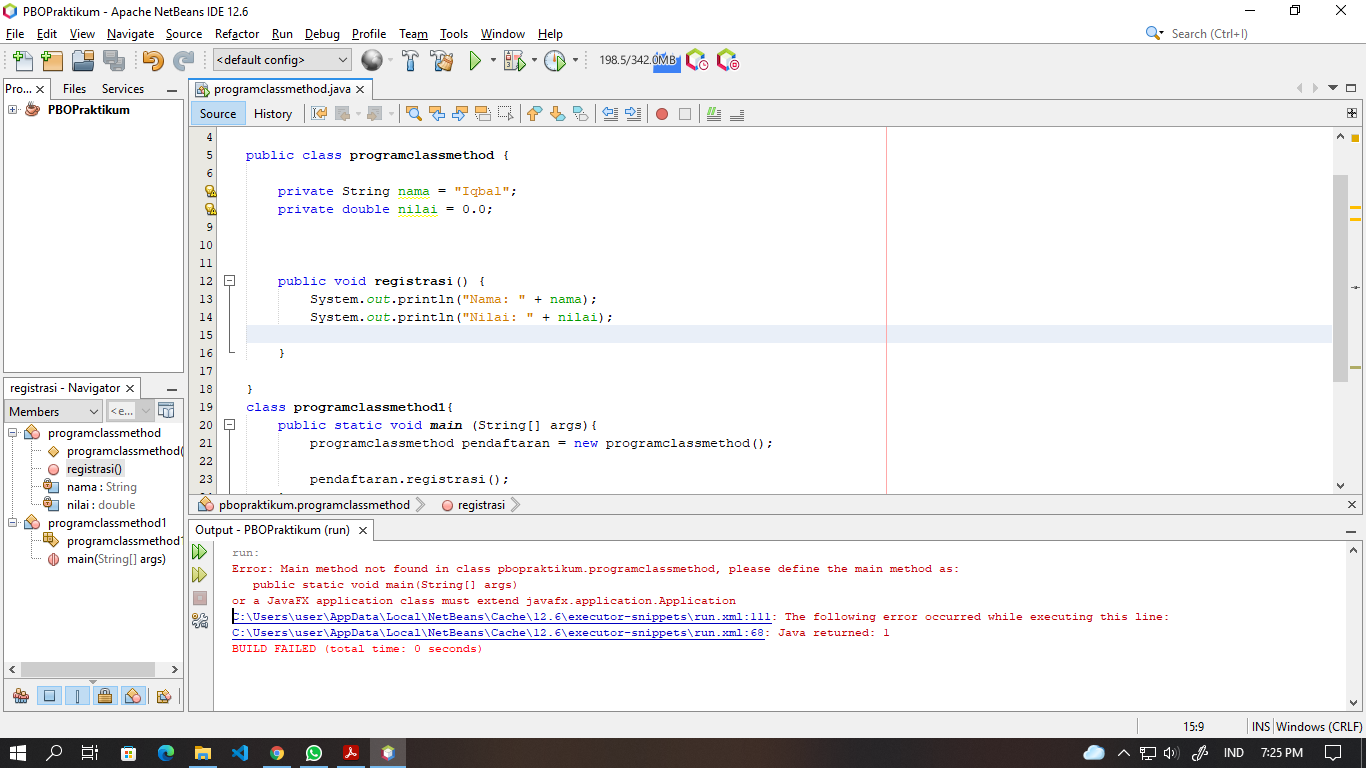 PBOPraktikum - Apache NetBeans IDE 12.6
File Edit View Navigate Source Refactor Run Debug Profile Team Tools Window Help
Search (Ctrl+I)
<default config>
198.5/342.0MB
Pro... Files Services
PBOPraktikum
programclassmethod.java
Source History
4
5 public class programclassmethod {
6
private String nama = "Iqbal";
private double nilai = 0.0;
9
10
11
12 public void registrasi() {
13 System.out.println("Nama: " + nama);
14 System.out.println("Nilai: " + nilai);
15
16 }
17
18 }
19 class programclassmethod1{
20 public static void main (String[] args){
21 programclassmethod pendaftaran = new programclassmethod();
22
23 pendaftaran.registrasi();
pbopraktikum.programclassmethod registrasi
registrasi - Navigator
Members <e...
programclassmethod
programclassmethod(
registrasi()
nama : String
nilai : double
programclassmethod1
programclassmethod1
main(String[] args)
Output - PBOPraktikum (run)
run:
Error: Main method not found in class pbopraktikum.programclassmethod, please define the main method as:
public static void main(String[] args)
or a JavaFX application class must extend javafx.application.Application
C:\Users\user\AppData\Local\NetBeans\Cache\12.6\executor-snippets\run.xml:111: The following error occurred while executing this line:
C:\Users\user\AppData\Local\NetBeans\Cache\12.6\executor-snippets\run.xml:68: Java returned: 1
BUILD FAILED (total time: 0 seconds)
15:9 INS Windows (CRLF)
IND 7:25 PM